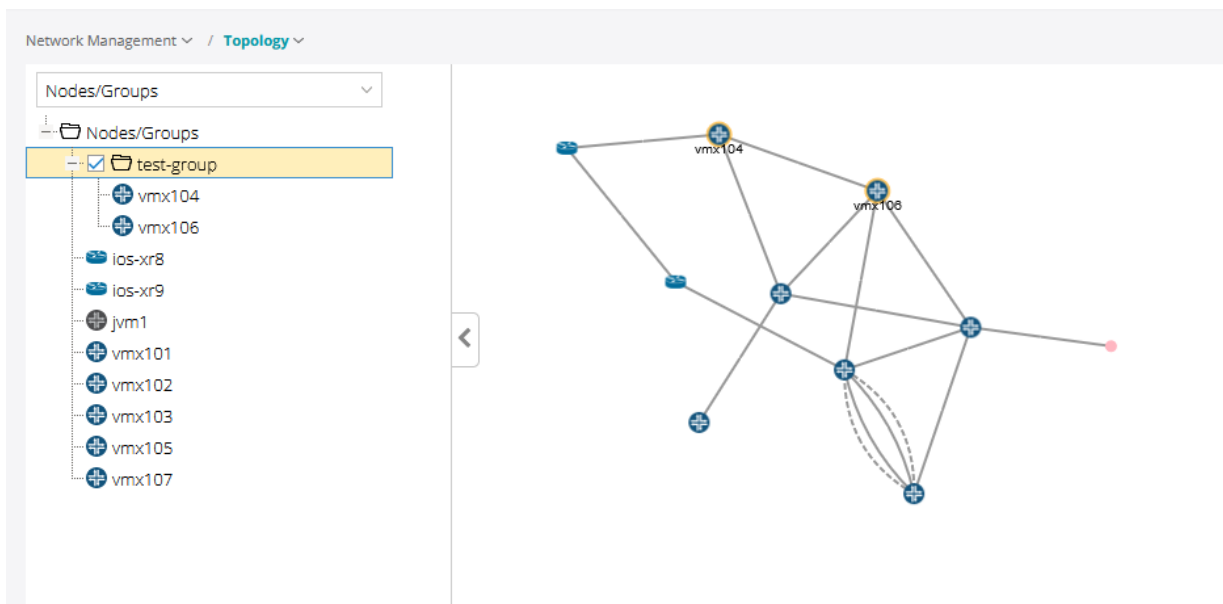 Network Management / Topology
Nodes/Groups
Nodes/Groups
test-group
vmx104
vmx106
ios-xr8
ios-xr9
jvm1
vmx101
vmx102
vmx103
vmx105
vmx107
vmx104
vmx106